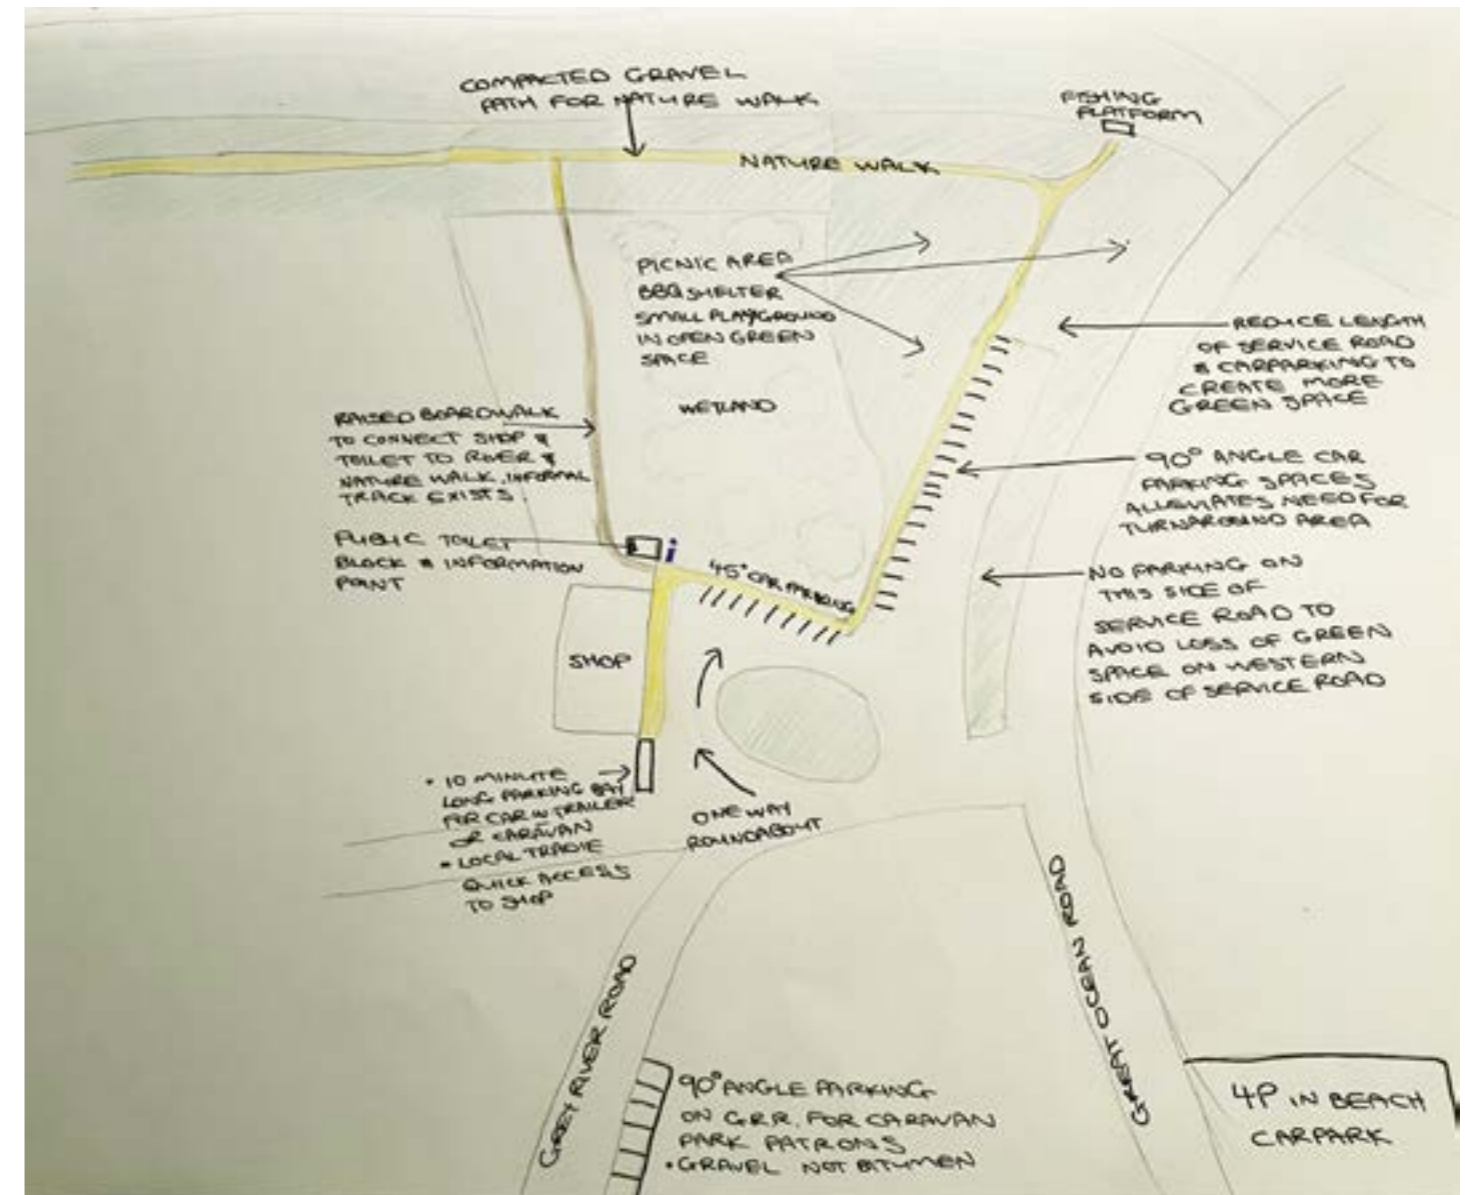 COMPACTED GRAVEL
PATH FOR NATURE WALK
FISHING
PLATFORM
NATURE WALK
PICNIC AREA
BBQ SHELTER
SMALL PLAYGROUND
IN OPEN GREEN
SPACE
REDUCE LENGTH
OF SERVICE ROAD
& CARPARKING TO
CREATE MORE
GREEN SPACE
WETLAND
RAISED BOARDWALK
TO CONNECT SHOP &
TOILET TO RIVER &
NATURE WALK, INFORMAL
TRACK EXISTS.
90° ANGLE CAR
PARKING SPACES
ALLEVIATES NEED FOR
TURNAROUND AREA
PUBLIC TOILET
BLOCK & INFORMATION
POINT
i
45° CAR PARKING
NO PARKING ON
THIS SIDE OF
SERVICE ROAD TO
AVOID LOSS OF GREEN
SPACE ON WESTERN
SIDE OF SERVICE ROAD
SHOP
• 10 MINUTE
LONG PARKING BAY
FOR CAR W TRAILER
OR CARAVAN
• LOCAL TRADIE
QUICK ACCESS
TO SHOP
ONE WAY
ROUNDABOUT
GREY RIVER ROAD
GREAT OCEAN ROAD
90° ANGLE PARKING
ON G.R.R. FOR CARAVAN
PARK PATRONS
• GRAVEL NOT BITUMEN
4P IN BEACH
CARPARK